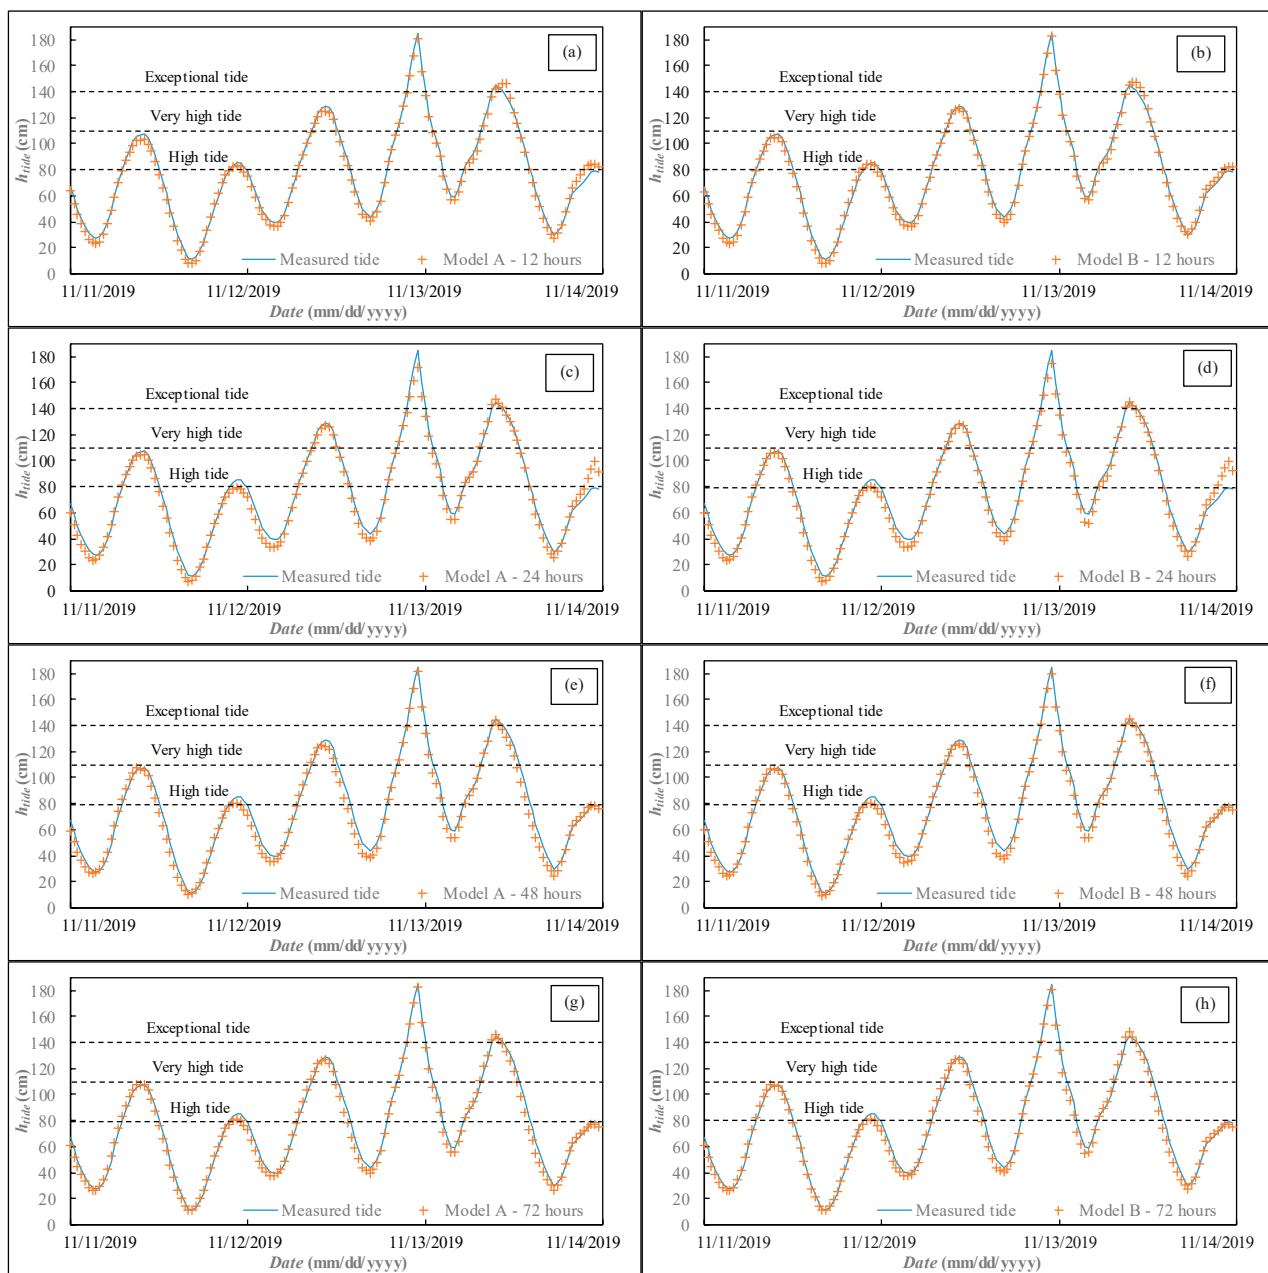 180
160
140
120
100
80
60
40
20
0
h_tide (cm)
(a)
Exceptional tide
Very high tide
High tide
Measured tide
Model A - 12 hours
11/11/2019
11/12/2019
11/13/2019
11/14/2019
Date (mm/dd/yyyy)
180
160
140
120
100
80
60
40
20
0
h_tide (cm)
(b)
Exceptional tide
Very high tide
High tide
Measured tide
Model B - 12 hours
11/11/2019
11/12/2019
11/13/2019
11/14/2019
Date (mm/dd/yyyy)
180
160
140
120
100
80
60
40
20
0
h_tide (cm)
(c)
Exceptional tide
Very high tide
High tide
Measured tide
Model A - 24 hours
11/11/2019
11/12/2019
11/13/2019
11/14/2019
Date (mm/dd/yyyy)
180
160
140
120
100
80
60
40
20
0
h_tide (cm)
(d)
Exceptional tide
Very high tide
High tide
Measured tide
Model B - 24 hours
11/11/2019
11/12/2019
11/13/2019
11/14/2019
Date (mm/dd/yyyy)
180
160
140
120
100
80
60
40
20
0
h_tide (cm)
(e)
Exceptional tide
Very high tide
High tide
Measured tide
Model A - 48 hours
11/11/2019
11/12/2019
11/13/2019
11/14/2019
Date (mm/dd/yyyy)
180
160
140
120
100
80
60
40
20
0
h_tide (cm)
(f)
Exceptional tide
Very high tide
High tide
Measured tide
Model B - 48 hours
11/11/2019
11/12/2019
11/13/2019
11/14/2019
Date (mm/dd/yyyy)
180
160
140
120
100
80
60
40
20
0
h_tide (cm)
(g)
Exceptional tide
Very high tide
High tide
Measured tide
Model A - 72 hours
11/11/2019
11/12/2019
11/13/2019
11/14/2019
Date (mm/dd/yyyy)
180
160
140
120
100
80
60
40
20
0
h_tide (cm)
(h)
Exceptional tide
Very high tide
High tide
Measured tide
Model B - 72 hours
11/11/2019
11/12/2019
11/13/2019
11/14/2019
Date (mm/dd/yyyy)